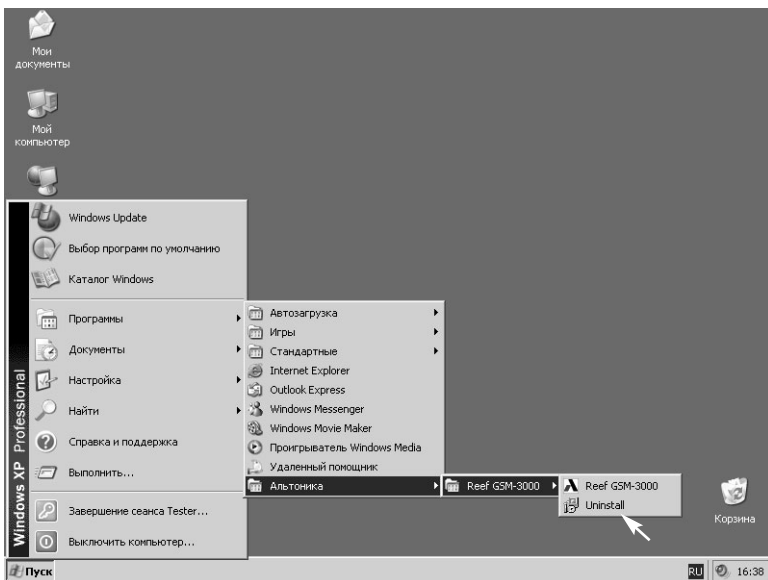 Мои
документы
Мой
компьютер
Windows Update
Выбор программ по умолчанию
Каталог Windows
Программы
Документы
Настройка
Найти
Справка и поддержка
Выполнить...
Завершение сеанса Tester...
Выключить компьютер...
Windows XP Professional
Автозагрузка
Игры
Стандартные
Internet Explorer
Outlook Express
Windows Messenger
Windows Movie Maker
Проигрыватель Windows Media
Удаленный помощник
Альтоника
Reef GSM-3000
Reef GSM-3000
Uninstall
Корзина
Пуск
RU
16:38